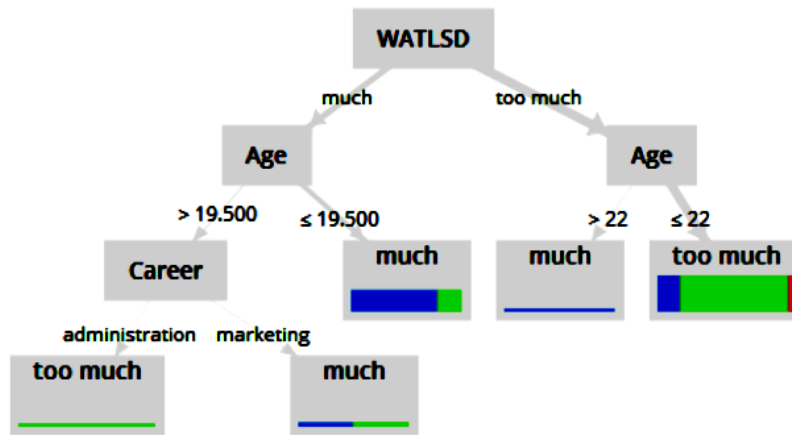 WATLSD
much
too much
Age
Age
> 19.500
≤ 19.500
> 22
≤ 22
Career
much
much
too much
administration
marketing
too much
much